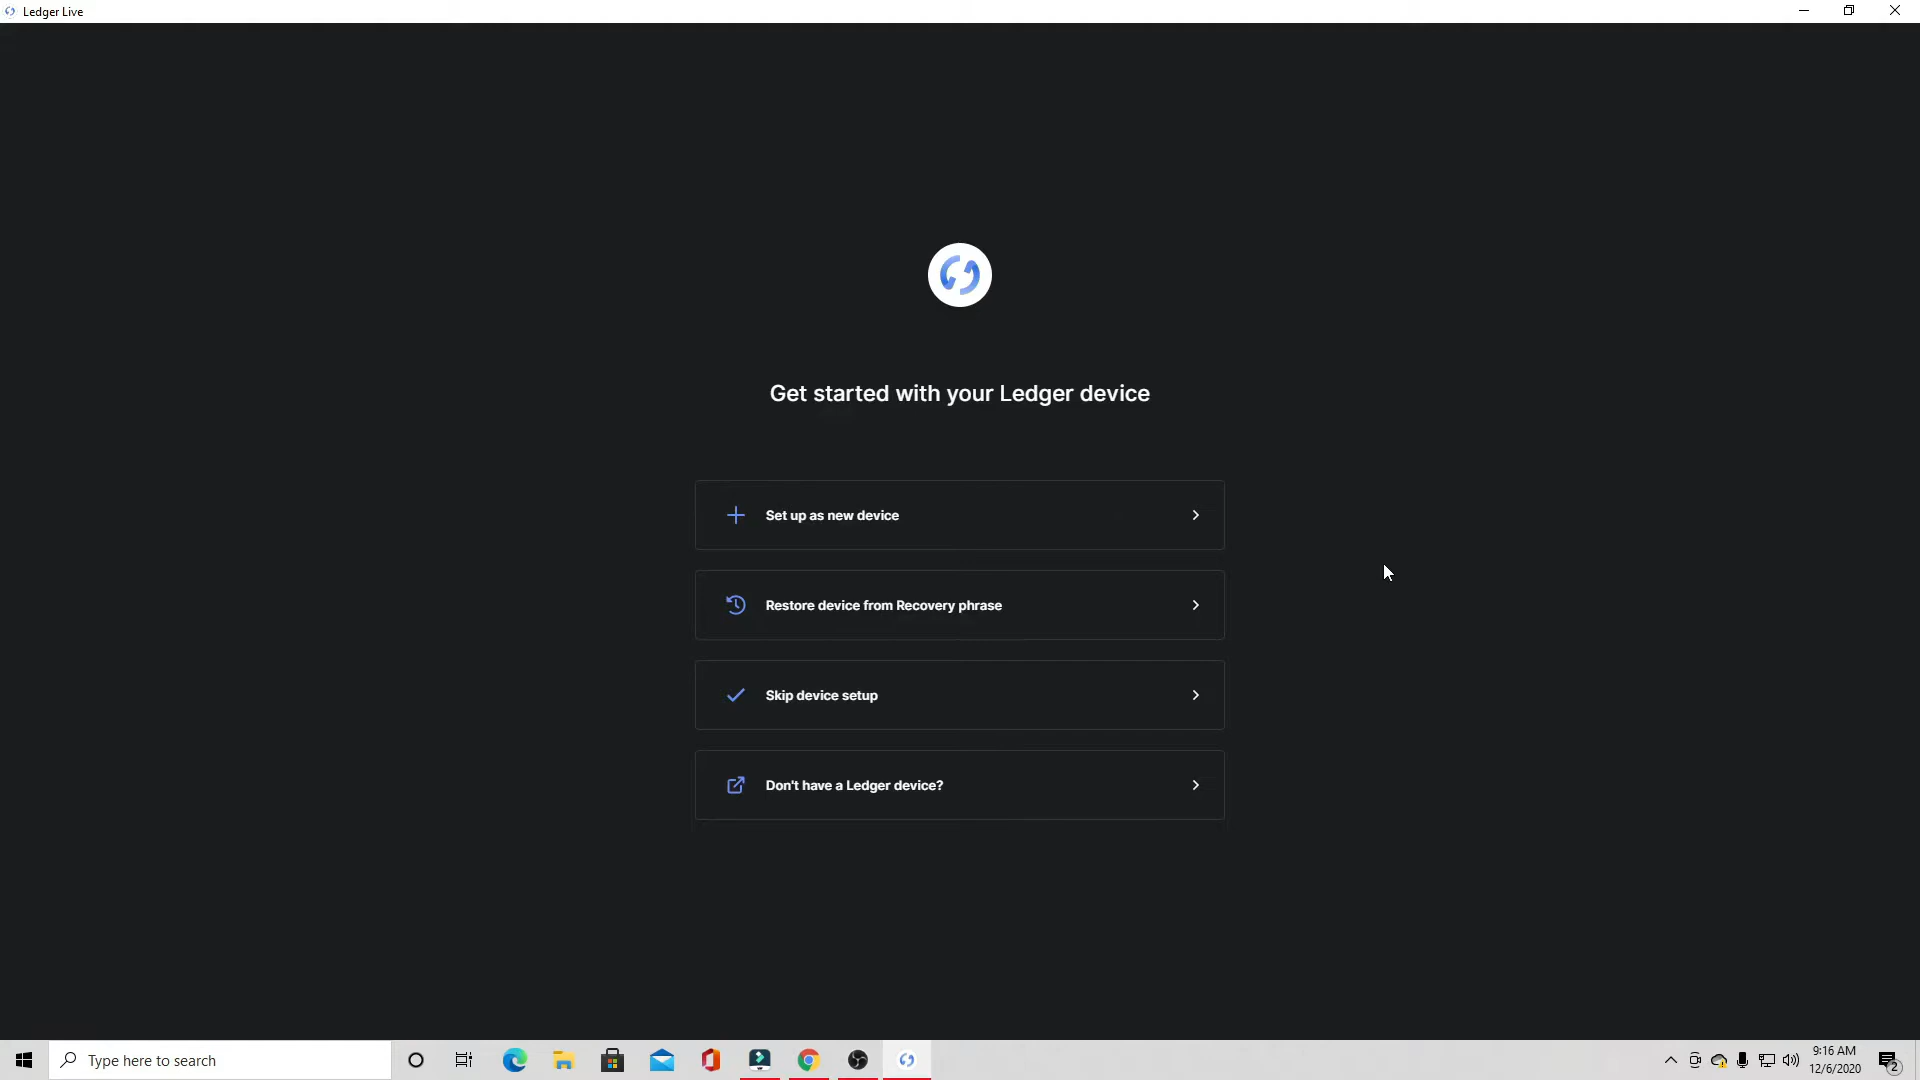 Ledger Live
Get started with your Ledger device
Set up as new device
Restore device from Recovery phrase
Skip device setup
Don't have a Ledger device?
Type here to search
9:16 AM
12/6/2020
2